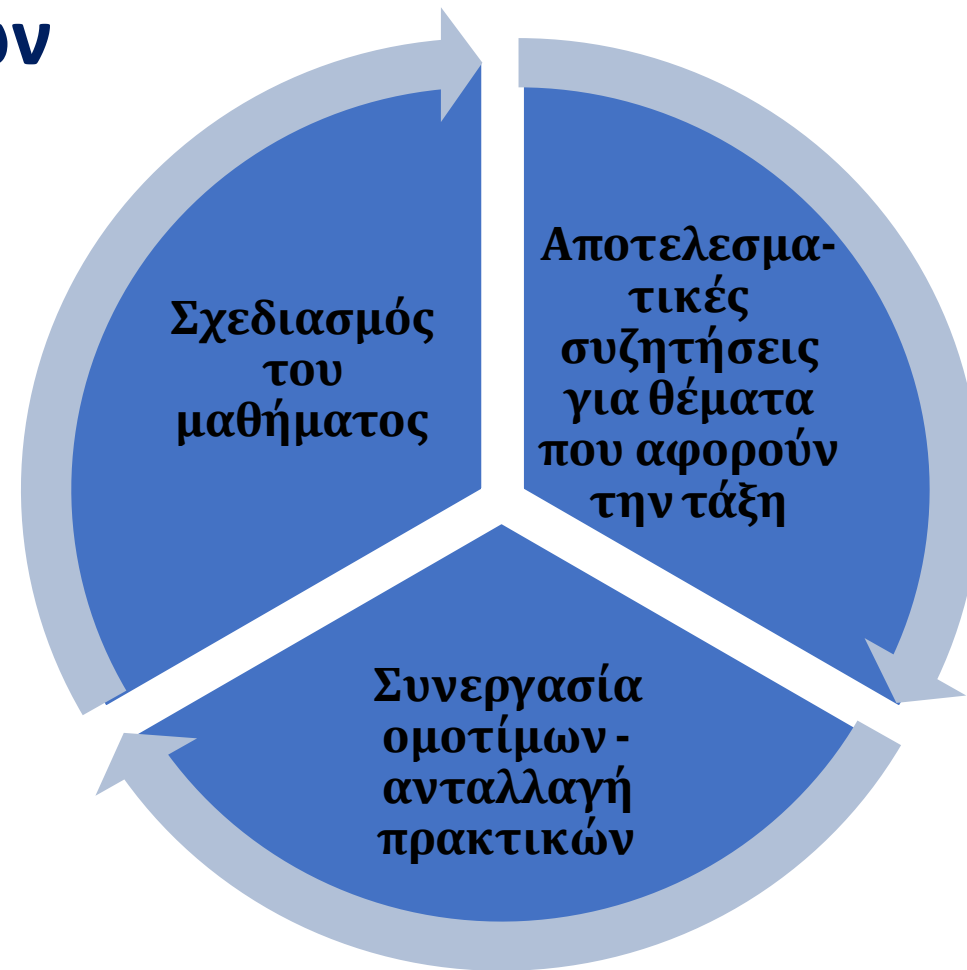 Σχεδιασμός
του
μαθήματος
Αποτελεσμα-
τικές
συζητήσεις
για θέματα
που αφορούν
την τάξη
Συνεργασία
ομοτίμων -
ανταλλαγή
πρακτικών